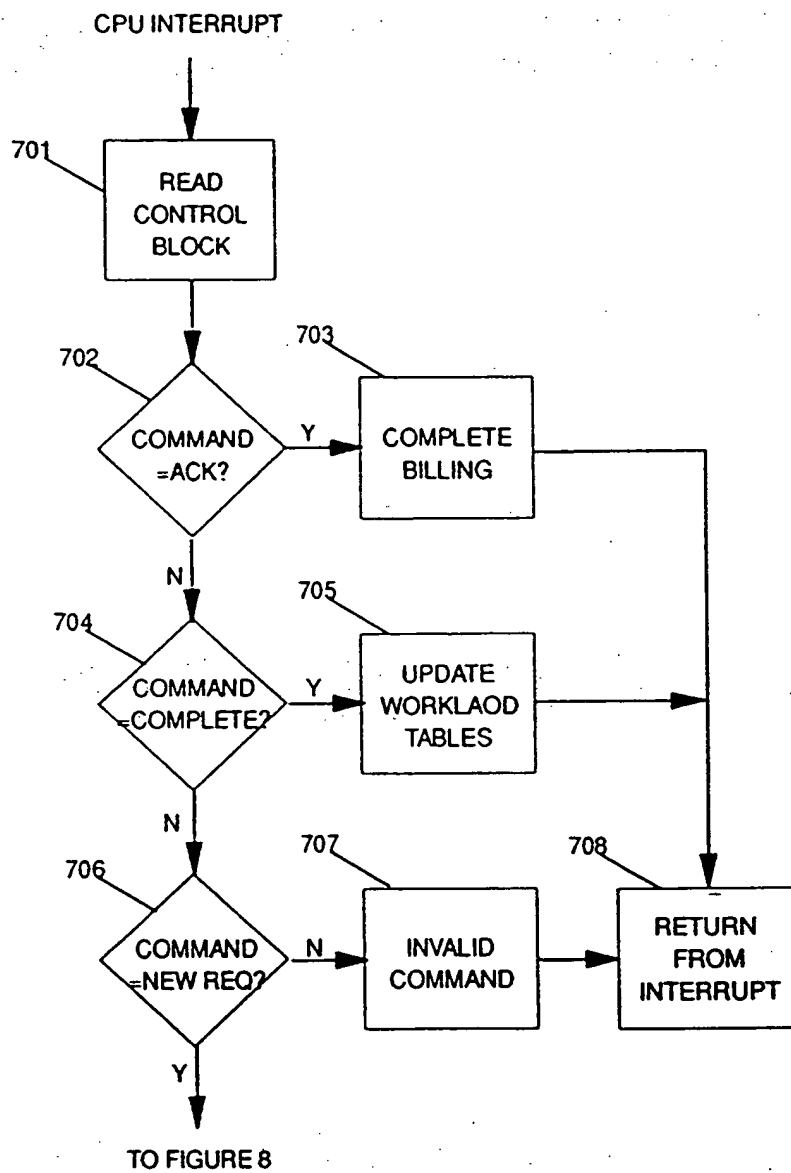 CPU INTERRUPT
701
READ
CONTROL
BLOCK
702
COMMAND
=ACK?
Y
703
COMPLETE
BILLING
N
704
COMMAND
=COMPLETE?
Y
705
UPDATE
WORKLAOD
TABLES
N
706
COMMAND
=NEW REQ?
N
707
INVALID
COMMAND
708
RETURN
FROM
INTERRUPT
Y
TO FIGURE 8